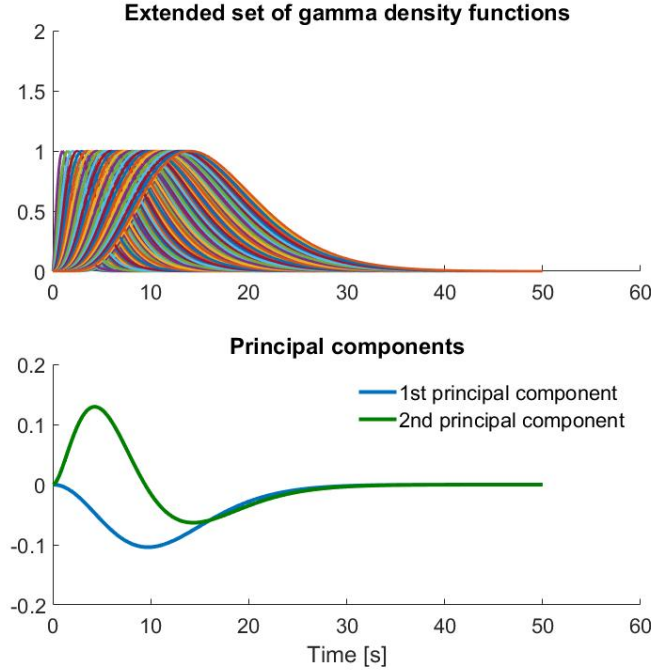 Extended set of gamma density functions
2
1.5
1
0.5
0
0 10 20 30 40 50 60
Principal components
0.2
0.1
0
-0.1
-0.2
1st principal component
2nd principal component
0 10 20 30 40 50 60
Time [s]